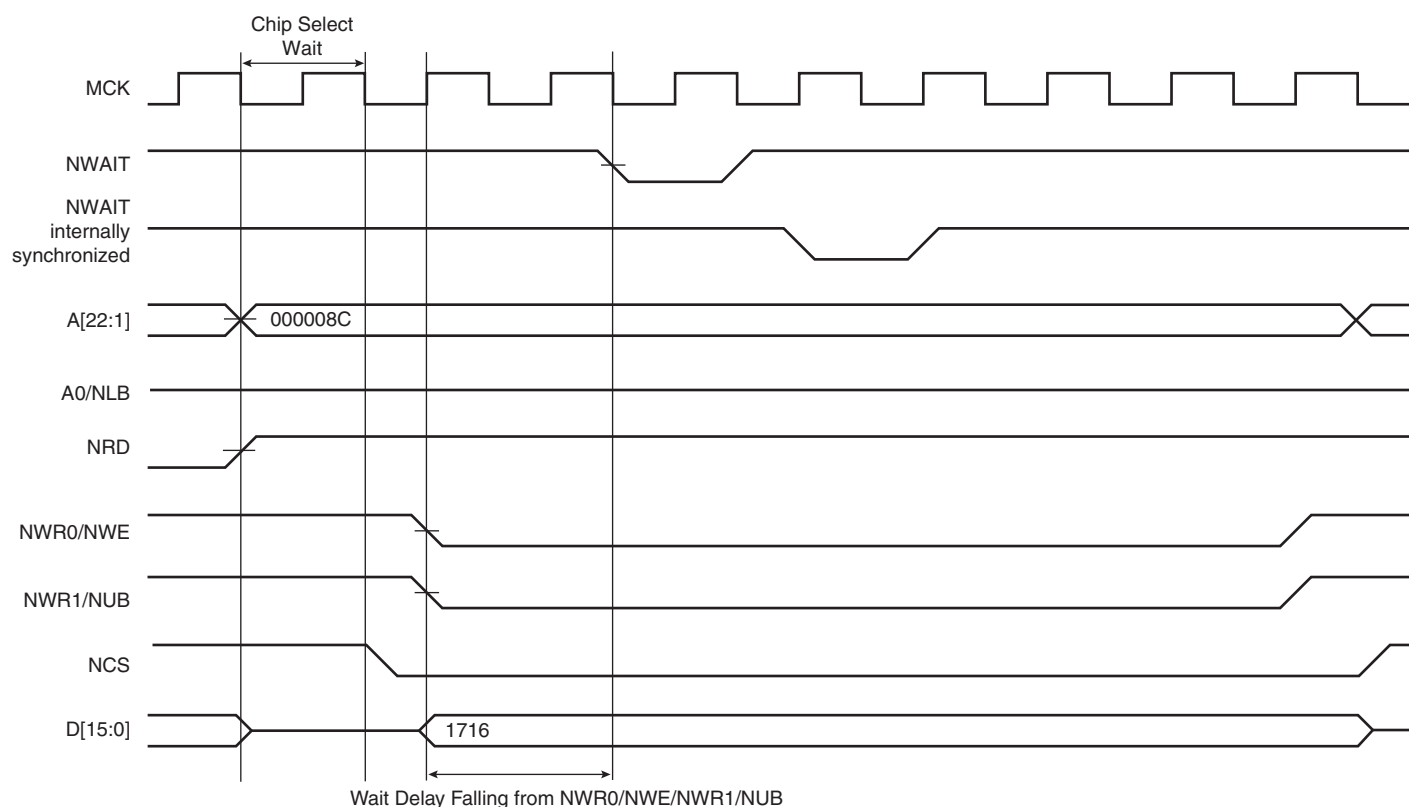 Chip Select
Wait
MCK
NWAIT
NWAIT
internally
synchronized
A[22:1]
000008C
A0/NLB
NRD
NWR0/NWE
NWR1/NUB
NCS
D[15:0]
1716
Wait Delay Falling from NWR0/NWE/NWR1/NUB